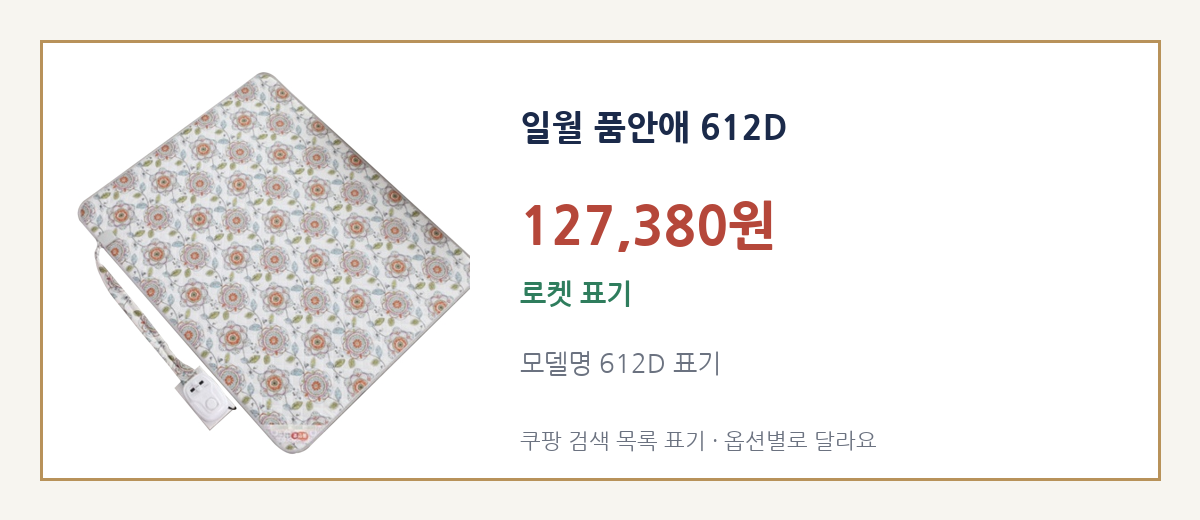 일월 품안애 612D
127,380원
로켓 표기
모델명 612D 표기
쿠팡 검색 목록 표기 · 옵션별로 달라요